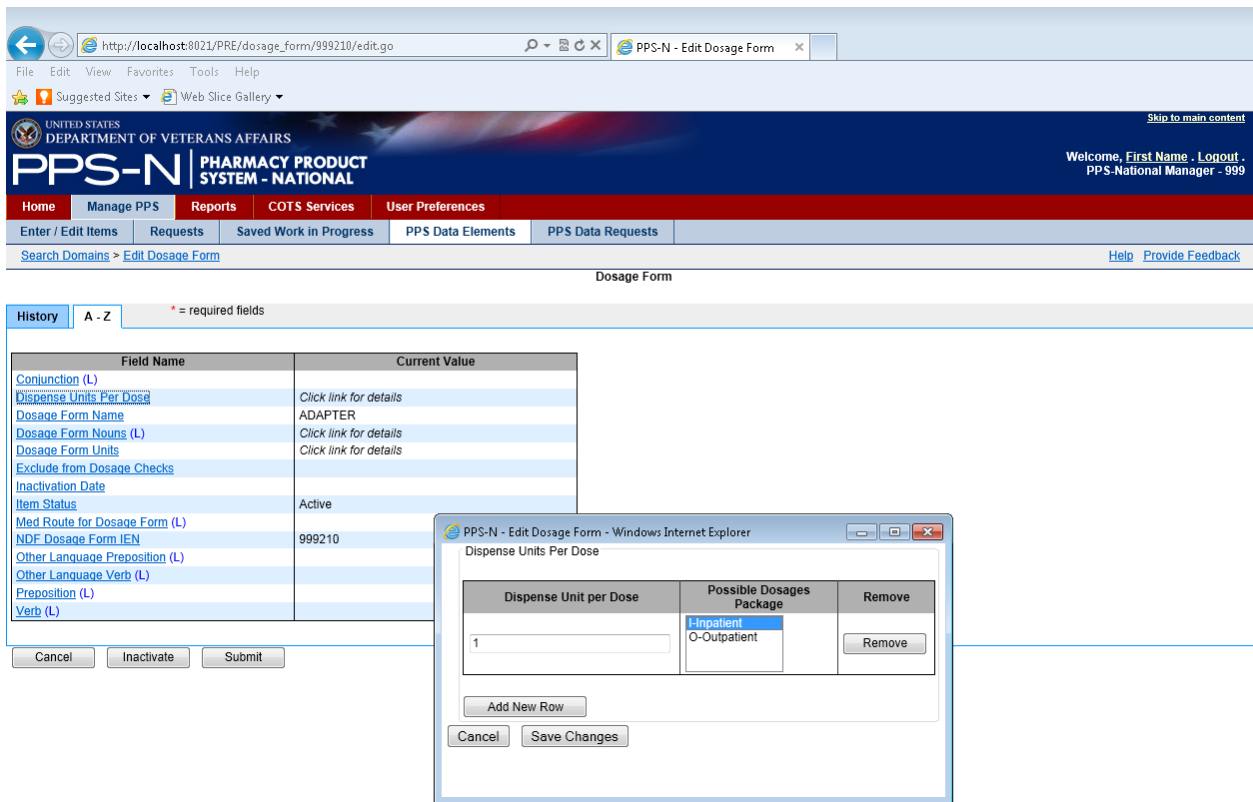 http://localhost:8021/PRE/dosage_form/999210/edit.go
PPS-N - Edit Dosage Form
File Edit View Favorites Tools Help
Suggested Sites Web Slice Gallery
Skip to main content
UNITED STATES
DEPARTMENT OF VETERANS AFFAIRS
PPS-N
PHARMACY PRODUCT
SYSTEM - NATIONAL
Welcome, First Name . Logout .
PPS-National Manager - 999
Home Manage PPS Reports COTS Services User Preferences
Enter / Edit Items Requests Saved Work in Progress PPS Data Elements PPS Data Requests
Search Domains > Edit Dosage Form
Help Provide Feedback
Dosage Form
History A - Z * = required fields
Field Name Current Value
Conjunction (L)
Dispense Units Per Dose Click link for details
Dosage Form Name ADAPTER
Dosage Form Nouns (L) Click link for details
Dosage Form Units Click link for details
Exclude from Dosage Checks
Inactivation Date
Item Status Active
Med Route for Dosage Form (L)
NDF Dosage Form IEN 999210
Other Language Preposition (L)
Other Language Verb (L)
Preposition (L)
Verb (L)
Cancel Inactivate Submit
PPS-N - Edit Dosage Form - Windows Internet Explorer
Dispense Units Per Dose
Dispense Unit per Dose Possible Dosages Package Remove
1 I-Inpatient Remove
O-Outpatient
Add New Row
Cancel Save Changes